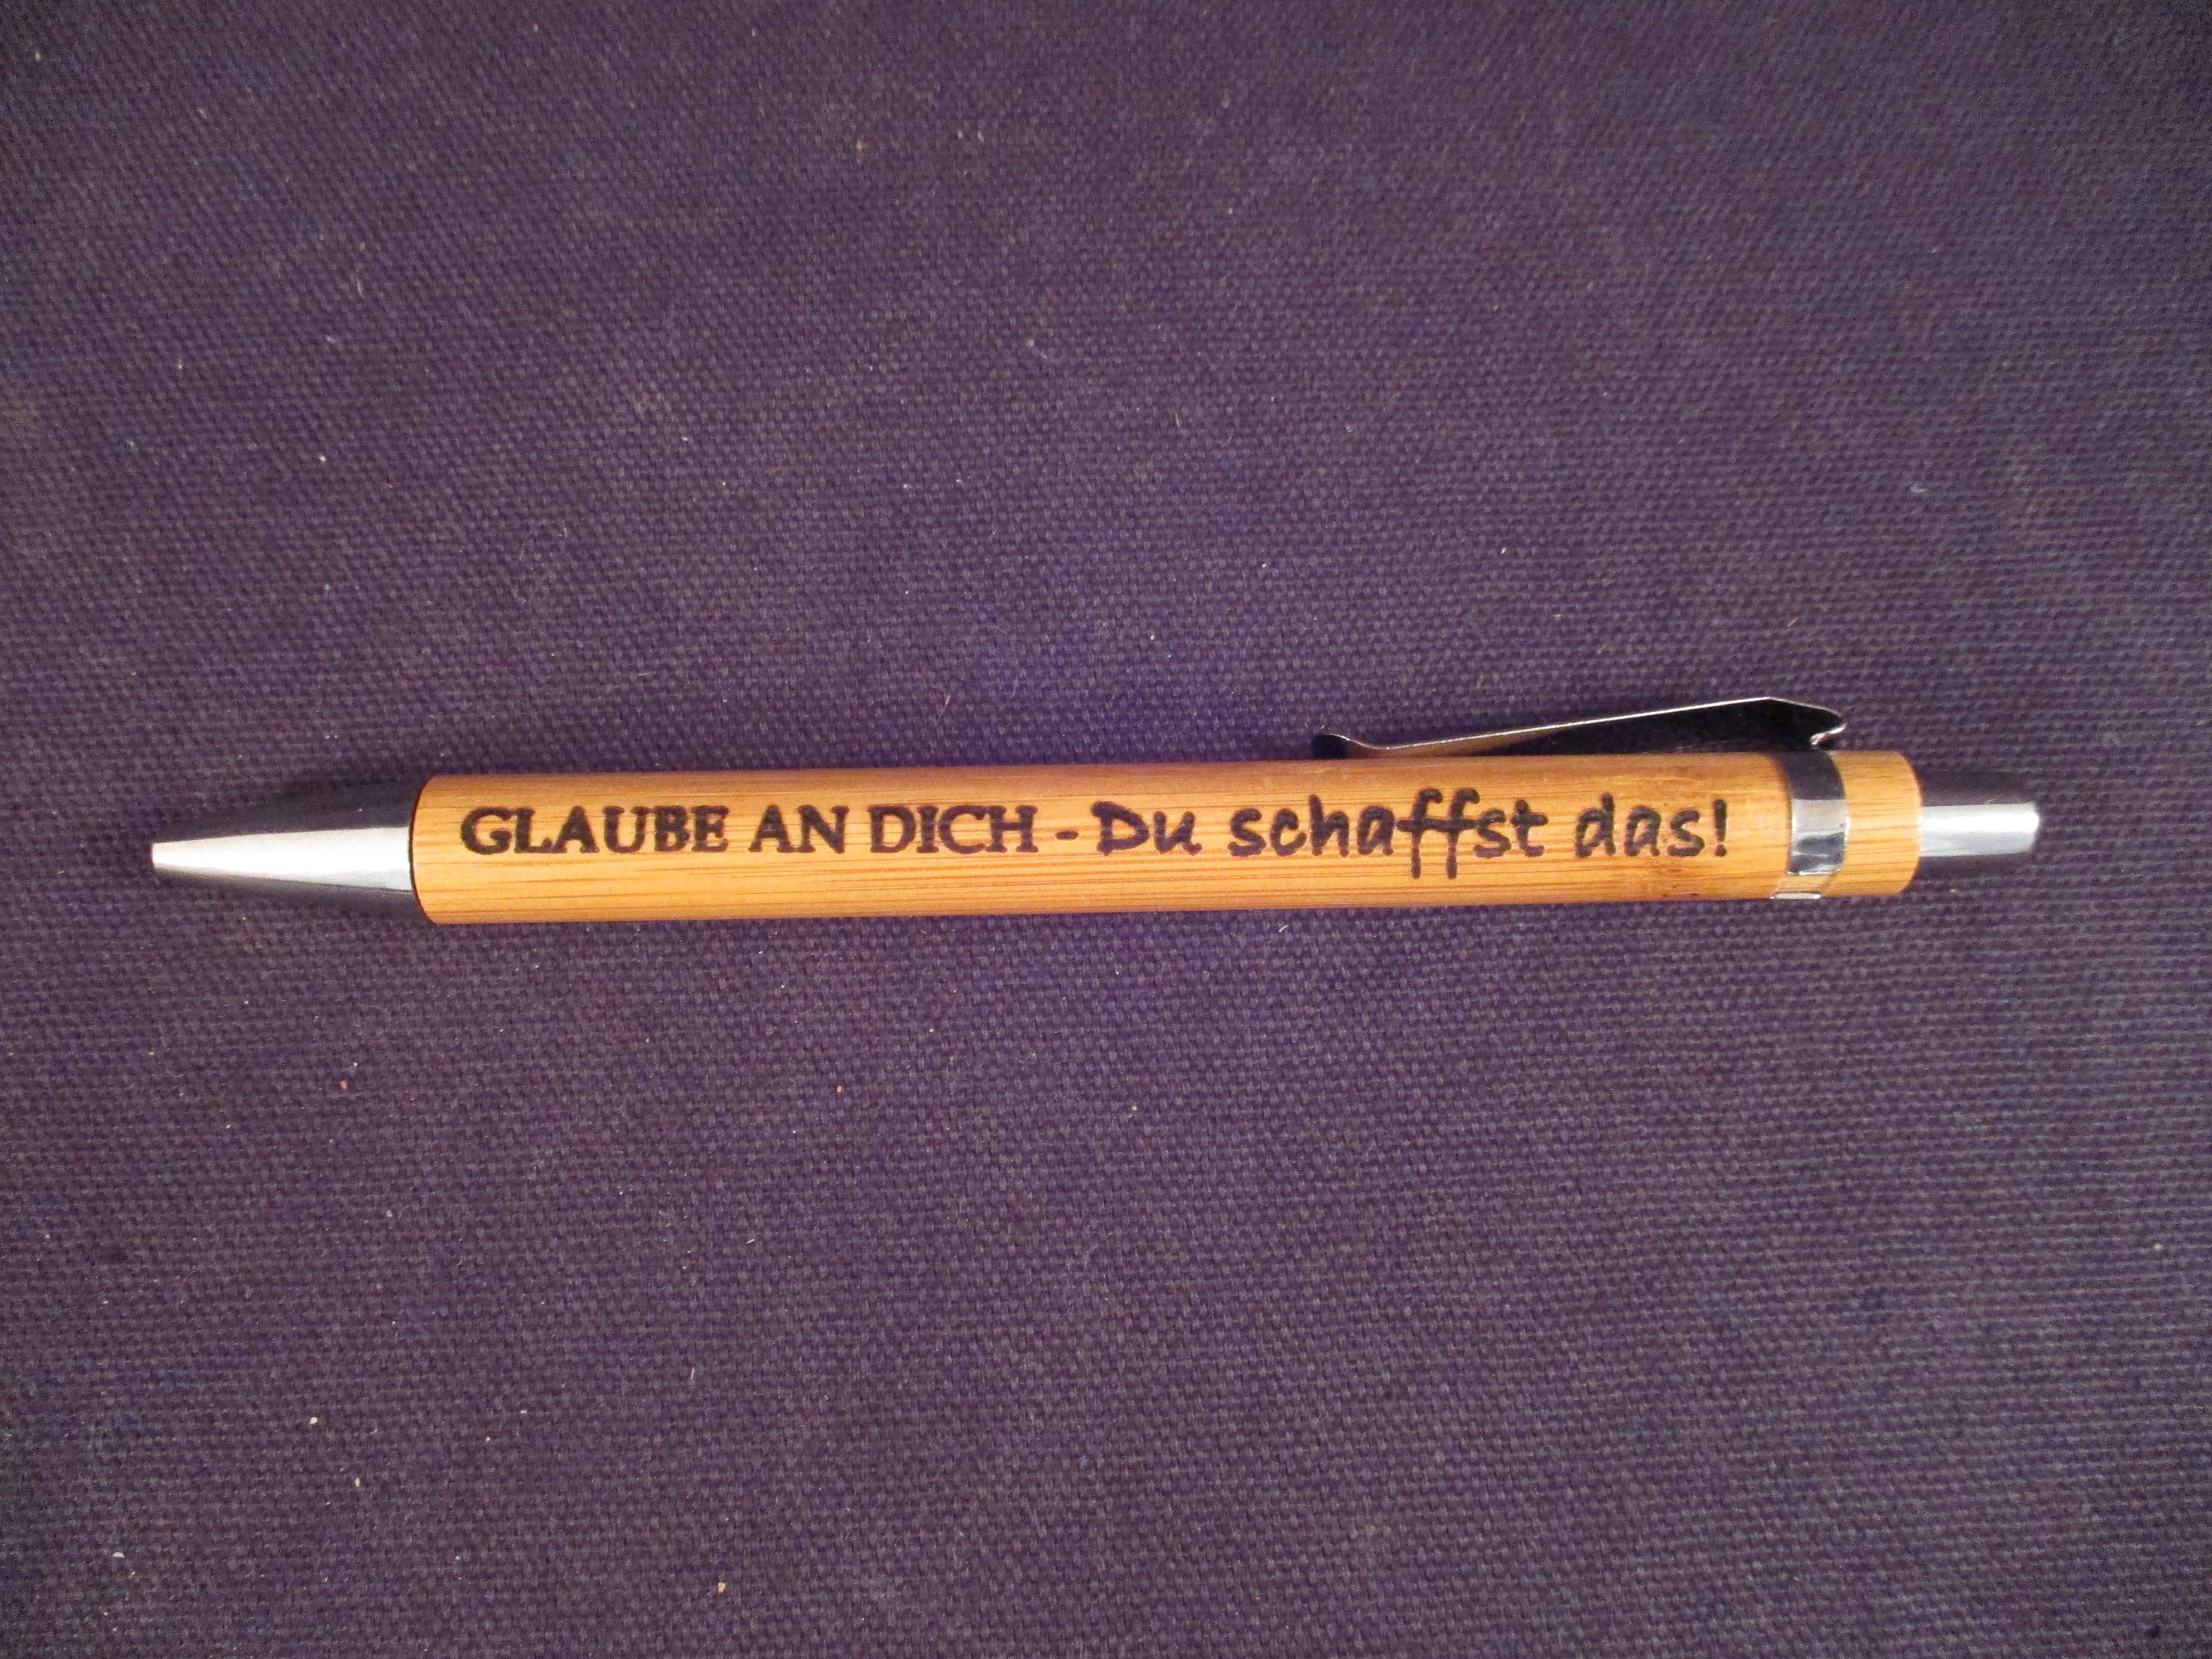 GLAUBE AN DICH - Du schaffst das!